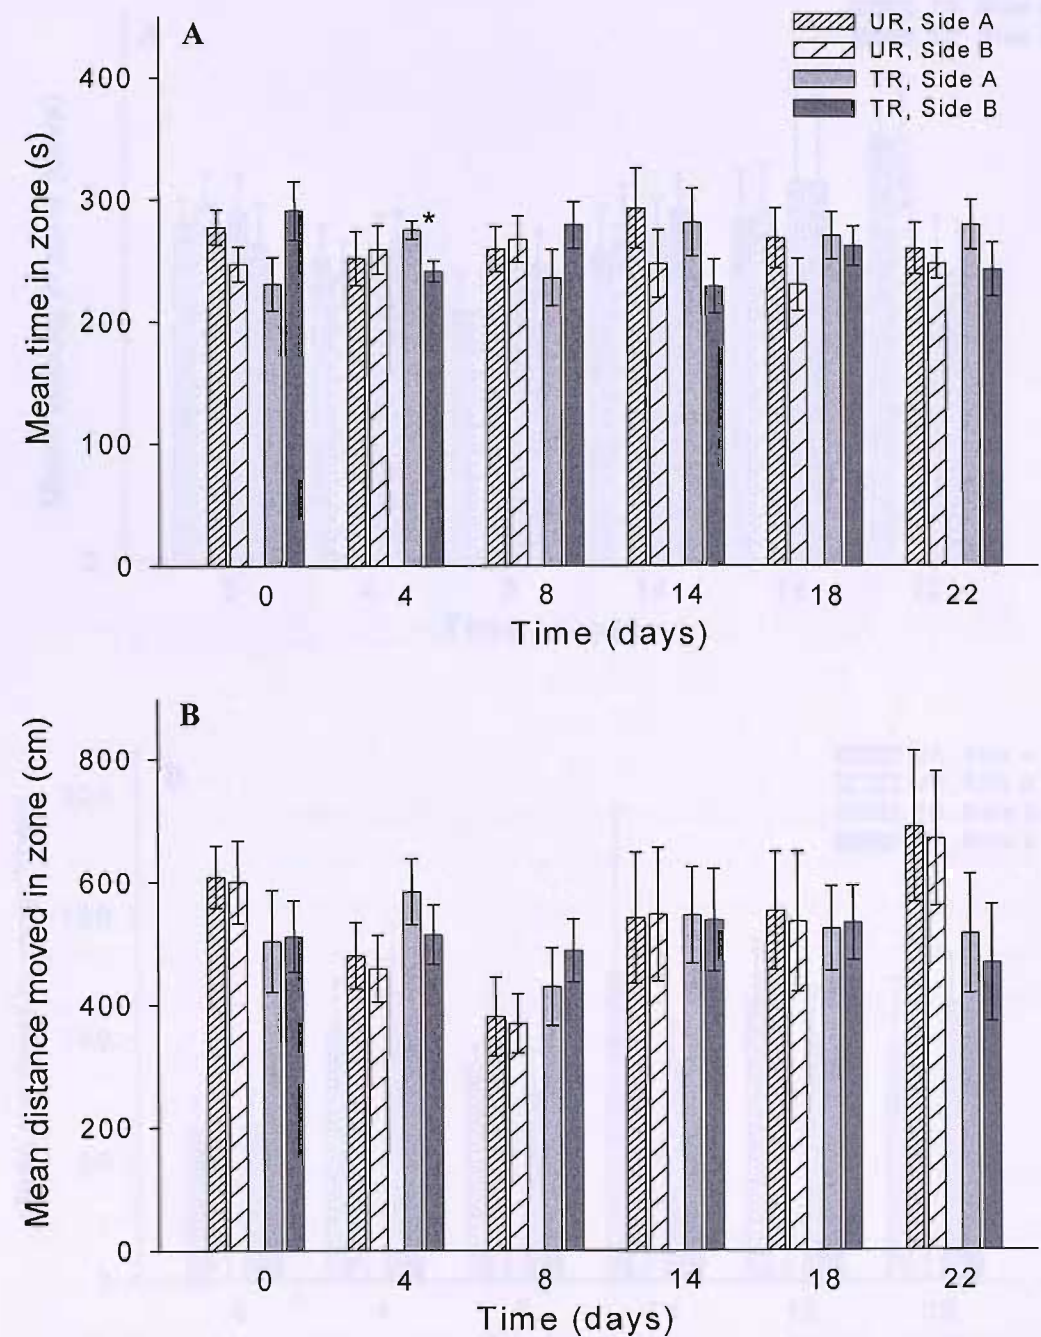 A
UR, Side A
UR, Side B
TR, Side A
TR, Side B
Mean time in zone (s)
400
300
200
100
0
*
0 4 8 14 18 22
Time (days)
B
Mean distance moved in zone (cm)
800
600
400
200
0
0 4 8 14 18 22
Time (days)